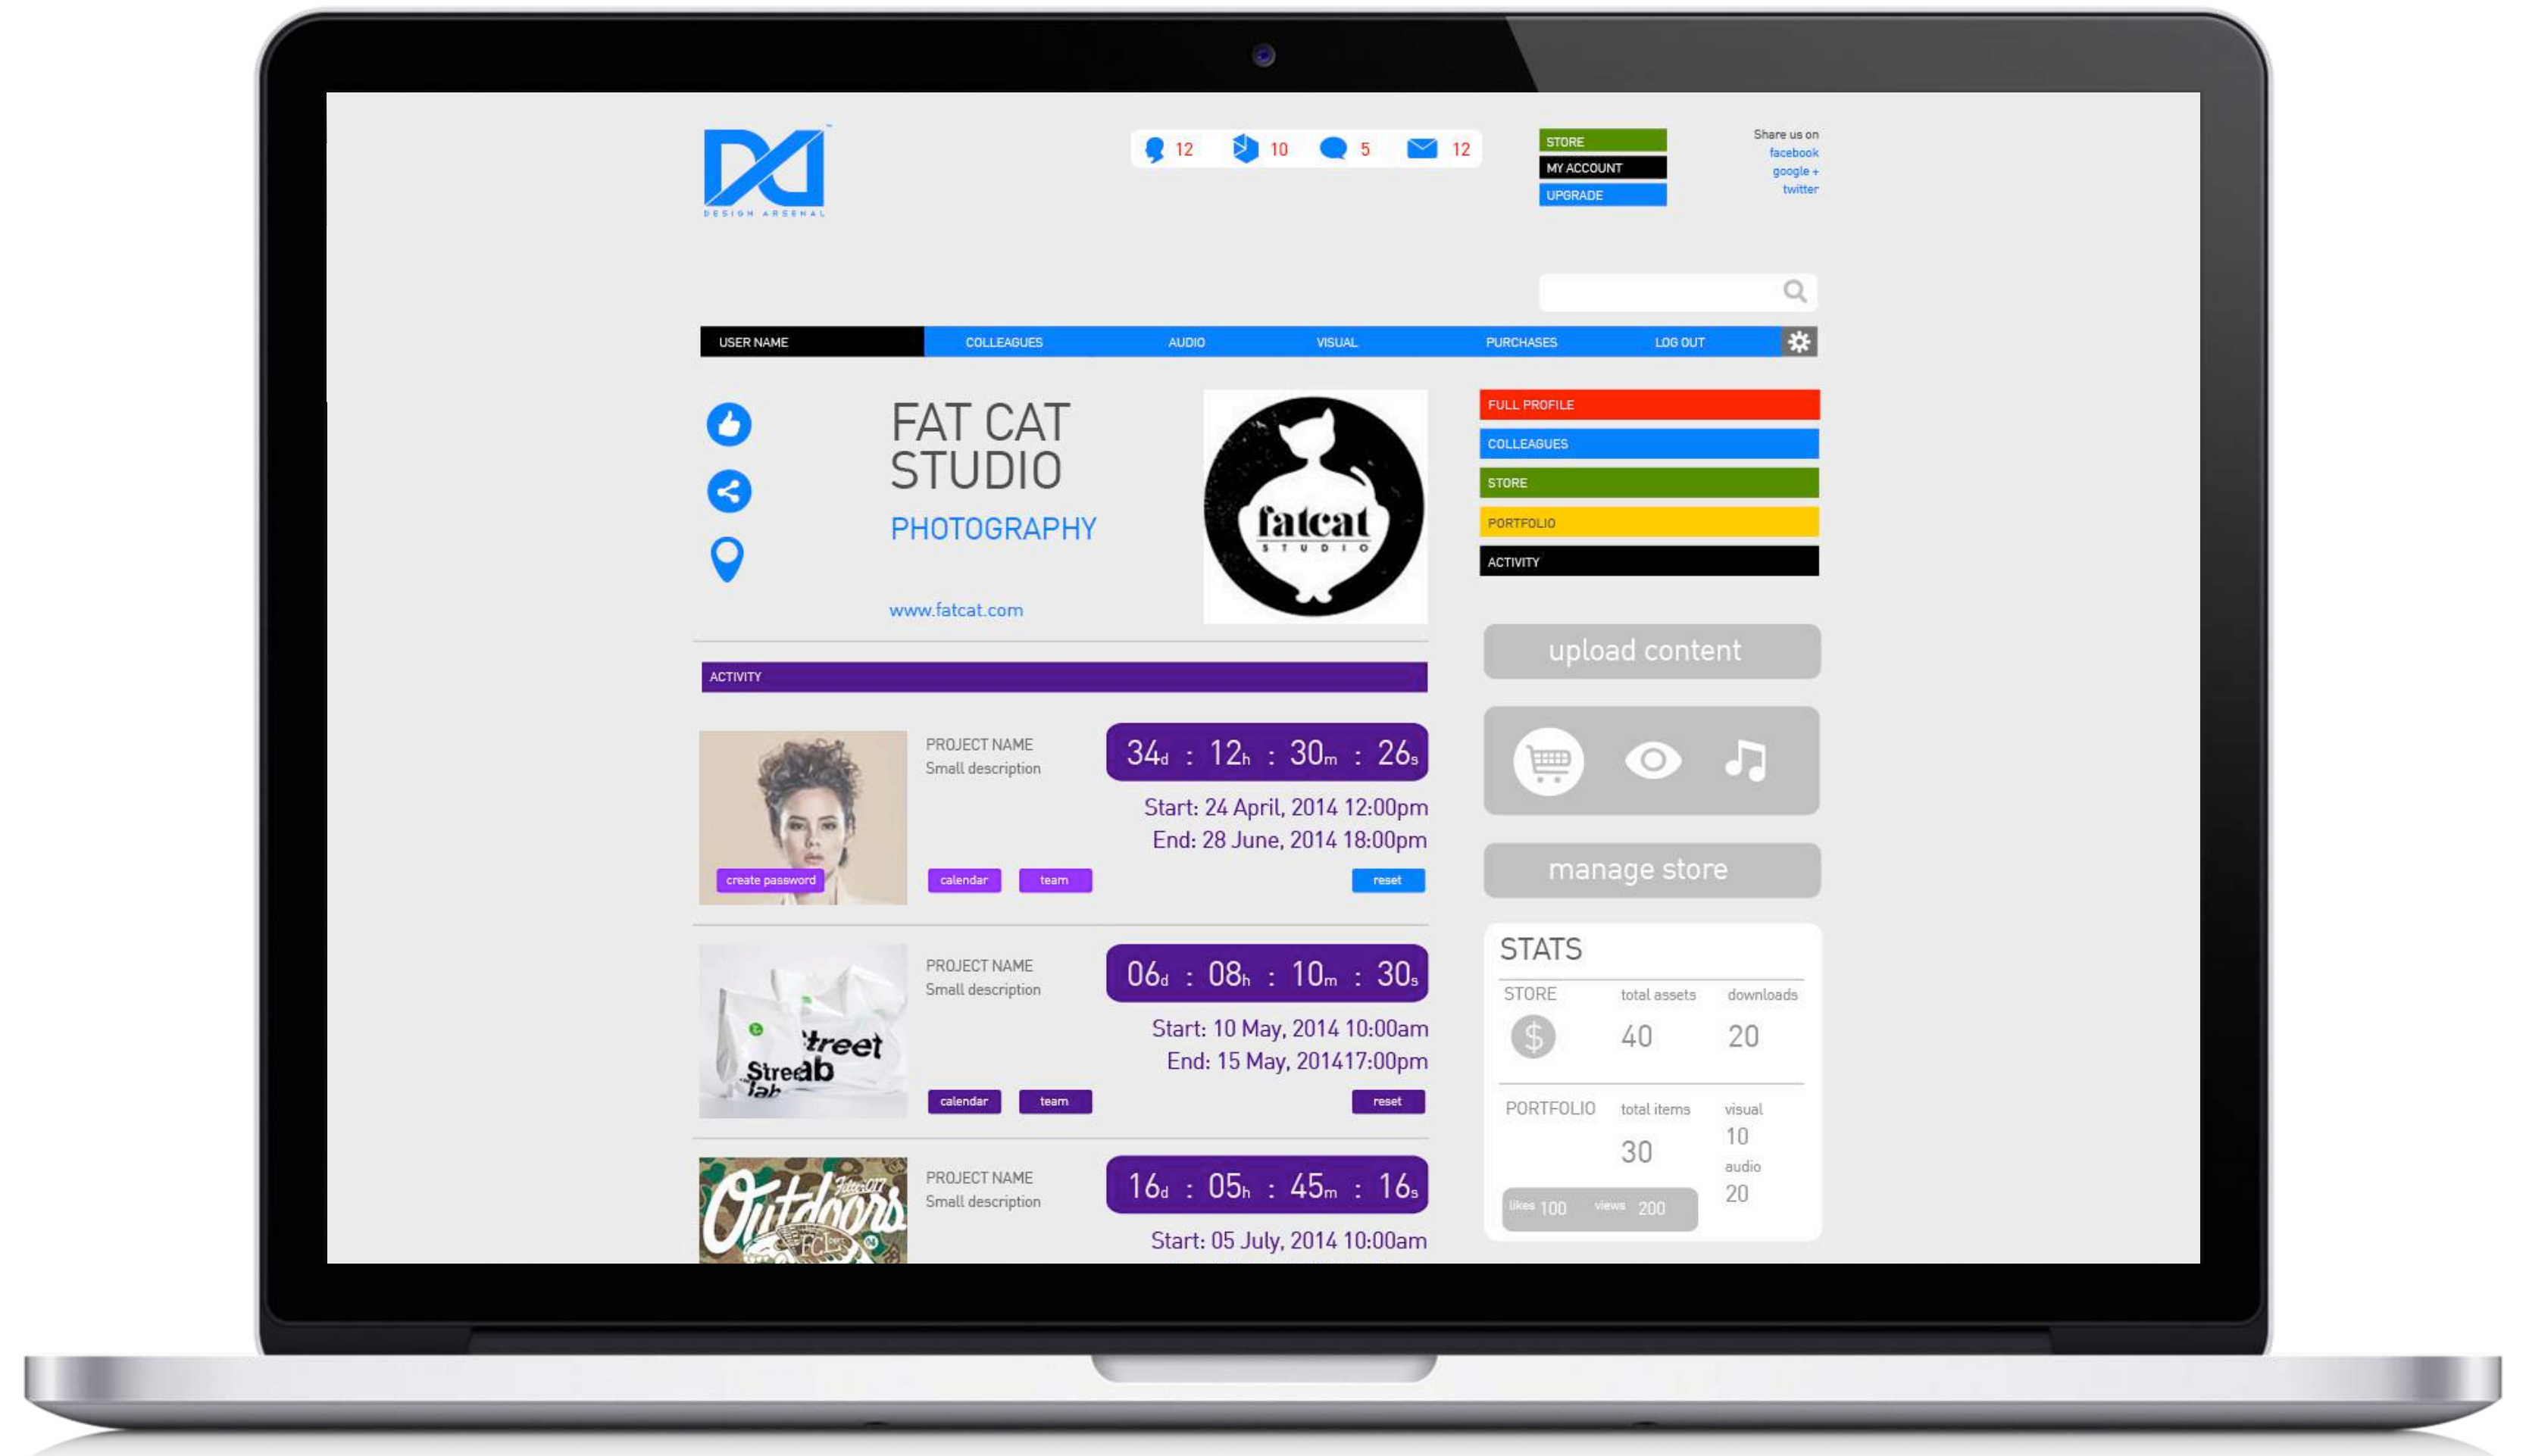 DESIGN ARSENAL
12 10 5 12
STORE
MY ACCOUNT
UPGRADE
Share us on
facebook
google +
twitter
USER NAME COLLEAGUES AUDIO VISUAL PURCHASES LOG OUT
FAT CAT
STUDIO
PHOTOGRAPHY
www.fatcat.com
fatcat
STUDIO
FULL PROFILE
COLLEAGUES
STORE
PORTFOLIO
ACTIVITY
ACTIVITY
PROJECT NAME
Small description
34d : 12h : 30m : 26s
Start: 24 April, 2014 12:00pm
End: 28 June, 2014 18:00pm
create password calendar team reset
PROJECT NAME
Small description
06d : 08h : 10m : 30s
Start: 10 May, 2014 10:00am
End: 15 May, 201417:00pm
Street
lab
calendar team reset
PROJECT NAME
Small description
16d : 05h : 45m : 16s
Start: 05 July, 2014 10:00am
Outdoors
FCL
04
upload content
manage store
STATS
STORE total assets downloads
$ 40 20
PORTFOLIO total items visual
10
30
audio
20
likes 100 views 200